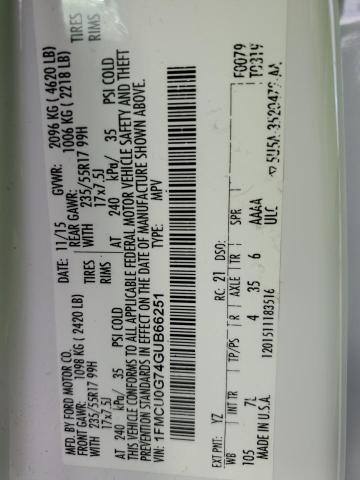 MFD. BY FORD MOTOR CO.
DATE: 11/15 GVWR: 2096 KG ( 4620 LB)
FRONT GAWR: 1098 KG ( 2420 LB) REAR GAWR: 1006 KG ( 2218 LB)
WITH 235/55R17 99H TIRES WITH 235/55R17 99H TIRES
17x7.5J RIMS 17x7.5J RIMS
AT 240 kPa/ 35 PSI COLD AT 240 kPa/ 35 PSI COLD
THIS VEHICLE CONFORMS TO ALL APPLICABLE FEDERAL MOTOR VEHICLE SAFETY AND THEFT
PREVENTION STANDARDS IN EFFECT ON THE DATE OF MANUFACTURE SHOWN ABOVE.
VIN: 1FMCU0G74GUB66251 TYPE: MPV
F0079
T0319
EXT PNT: YZ RC: 21 DSO:
WB INT TR TP/PS R AXLE TR SPR
105 7L 4 35 6 AAAA
MADE IN U.S.A. ULC
1201511183516